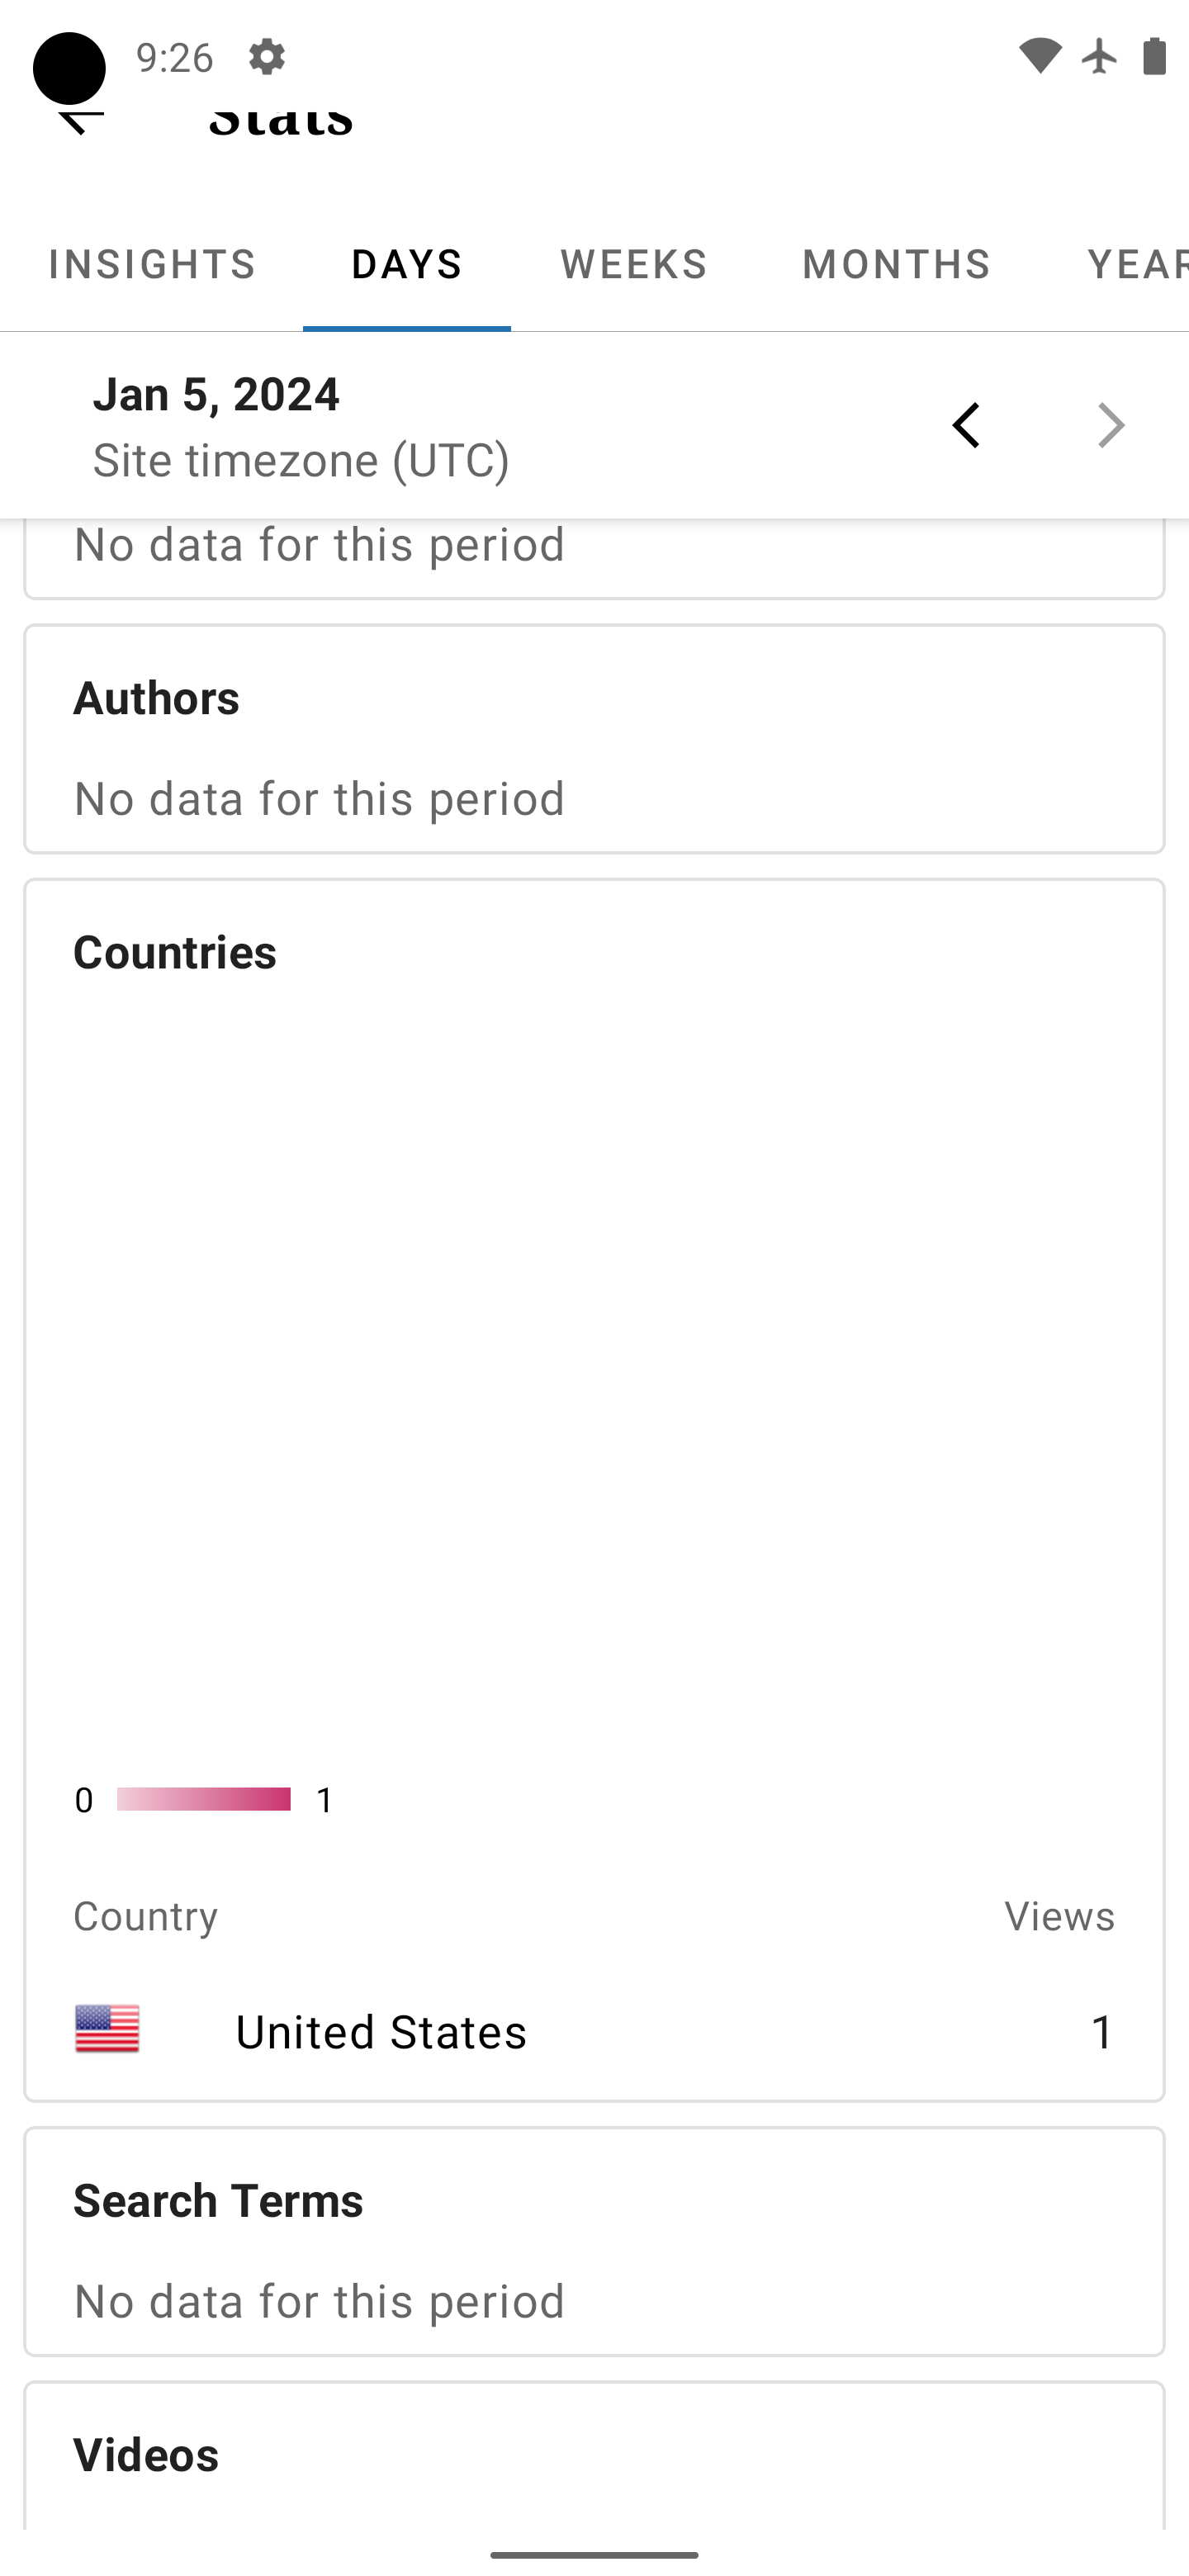 9:26
Stats
INSIGHTS DAYS WEEKS MONTHS YEAR
Jan 5, 2024
Site timezone (UTC)
No data for this period
Authors
No data for this period
Countries
0 1
Country Views
United States 1
Search Terms
No data for this period
Videos